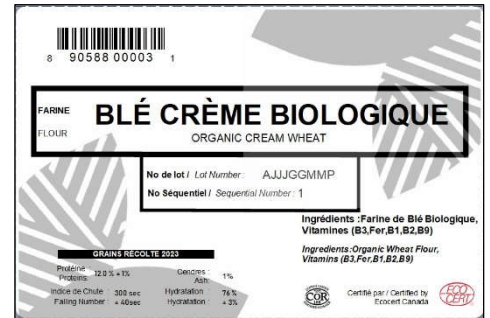 8 90588 00003 1
FARINE
FLOUR
BLÉ CRÈME BIOLOGIQUE
ORGANIC CREAM WHEAT
No de lot / Lot Number : AJJJGGMMP
No Séquentiel / Sequential Number : 1
Ingrédients :Farine de Blé Biologique,
Vitamines (B3,Fer,B1,B2,B9)
Ingredients:Organic Wheat Flour,
Vitamins (B3,Fer,B1,B2,B9)
GRAINS RÉCOLTE 2023
Protéine : 12.0 % ± 1% Cendres : 1%
Proteins Ash:
Indice de Chute : 300 sec Hydratation : 76 %
Falling Number : ± 40sec Hydratation : ± 3%
COR
Certifié par / Certified by
Ecocert Canada
ECO
CERT